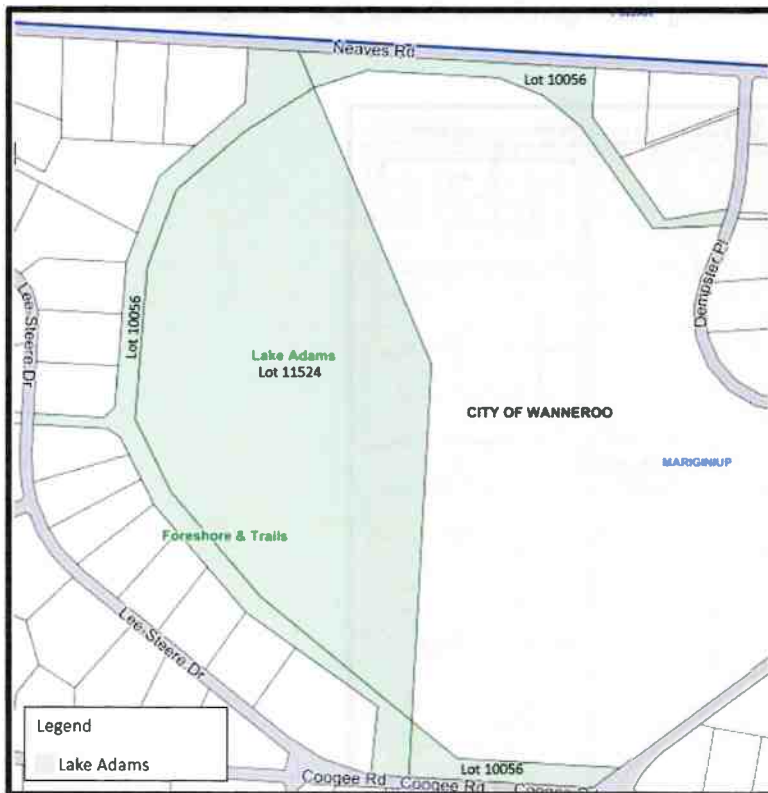 Neaves Rd
Lot 10056
Lot 10056
Lee-Steere Dr
Dempster Pl
Lake Adams
Lot 11524
CITY OF WANNEROO
MARIGINIUP
Foreshore & Trails
Lee-Steere Dr
Legend
Lake Adams
Lot 10056
Coogee Rd
Coogee Rd